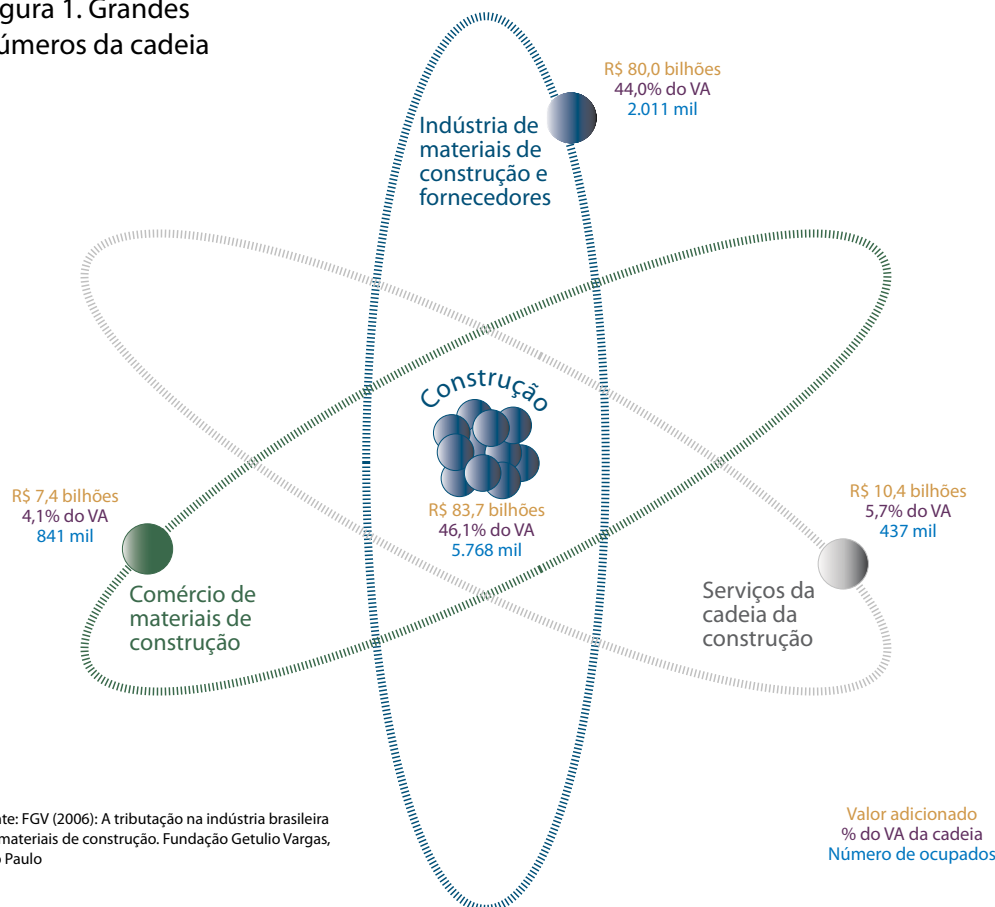 gura 1. Grandes
úmeros da cadeia
R$ 80,0 bilhões
44,0% do VA
2.011 mil
Indústria de
materiais de
construção e
fornecedores
Construção
R$ 83,7 bilhões
46,1% do VA
5.768 mil
R$ 7,4 bilhões
4,1% do VA
841 mil
Comércio de
materiais de
construção
R$ 10,4 bilhões
5,7% do VA
437 mil
Serviços da
cadeia da
construção
te: FGV (2006): A tributação na indústria brasileira
materiais de construção. Fundação Getulio Vargas,
o Paulo
Valor adicionado
% do VA da cadeia
Número de ocupados